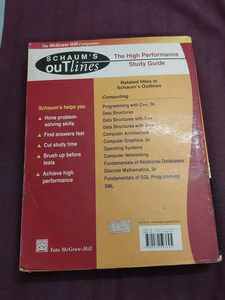 The McGraw-Hill Companies
SCHAUM'S
ouTlines
The High Performance
Study Guide
Related titles in
Schaum's Outlines
Computing
Schaum's helps you
Hone problem-
solving skills
Find answers fast
Cut study time
Brush up before
tests
Achieve high
performance
Programming with C++, 2e
Data Structures
Data Structures with C++
Data Structures with Java
Computer Architecture
Computer Graphics, 2e
Operating Systems
Computer Networking
Fundamentals of Relational Databases
Discrete Mathematics, 2e
Fundamentals of SQL Programming
XML
Tata McGraw-Hill